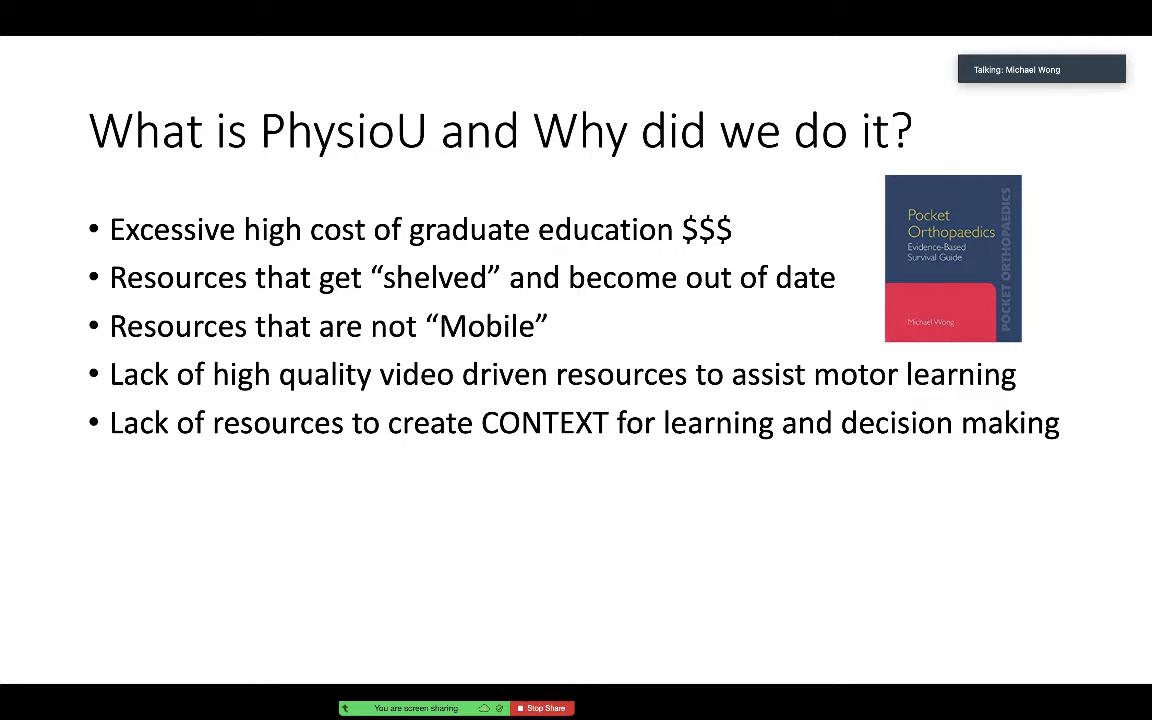 Talking: Michael Wong
What is PhysioU and Why did we do it?
• Excessive high cost of graduate education $$$
• Resources that get “shelved” and become out of date
• Resources that are not “Mobile”
• Lack of high quality video driven resources to assist motor learning
• Lack of resources to create CONTEXT for learning and decision making
Pocket
Orthopaedics
Evidence-Based
Survival Guide
Michael Wong
POCKET ORTHOPAEDICS
You are screen sharing
Stop Share